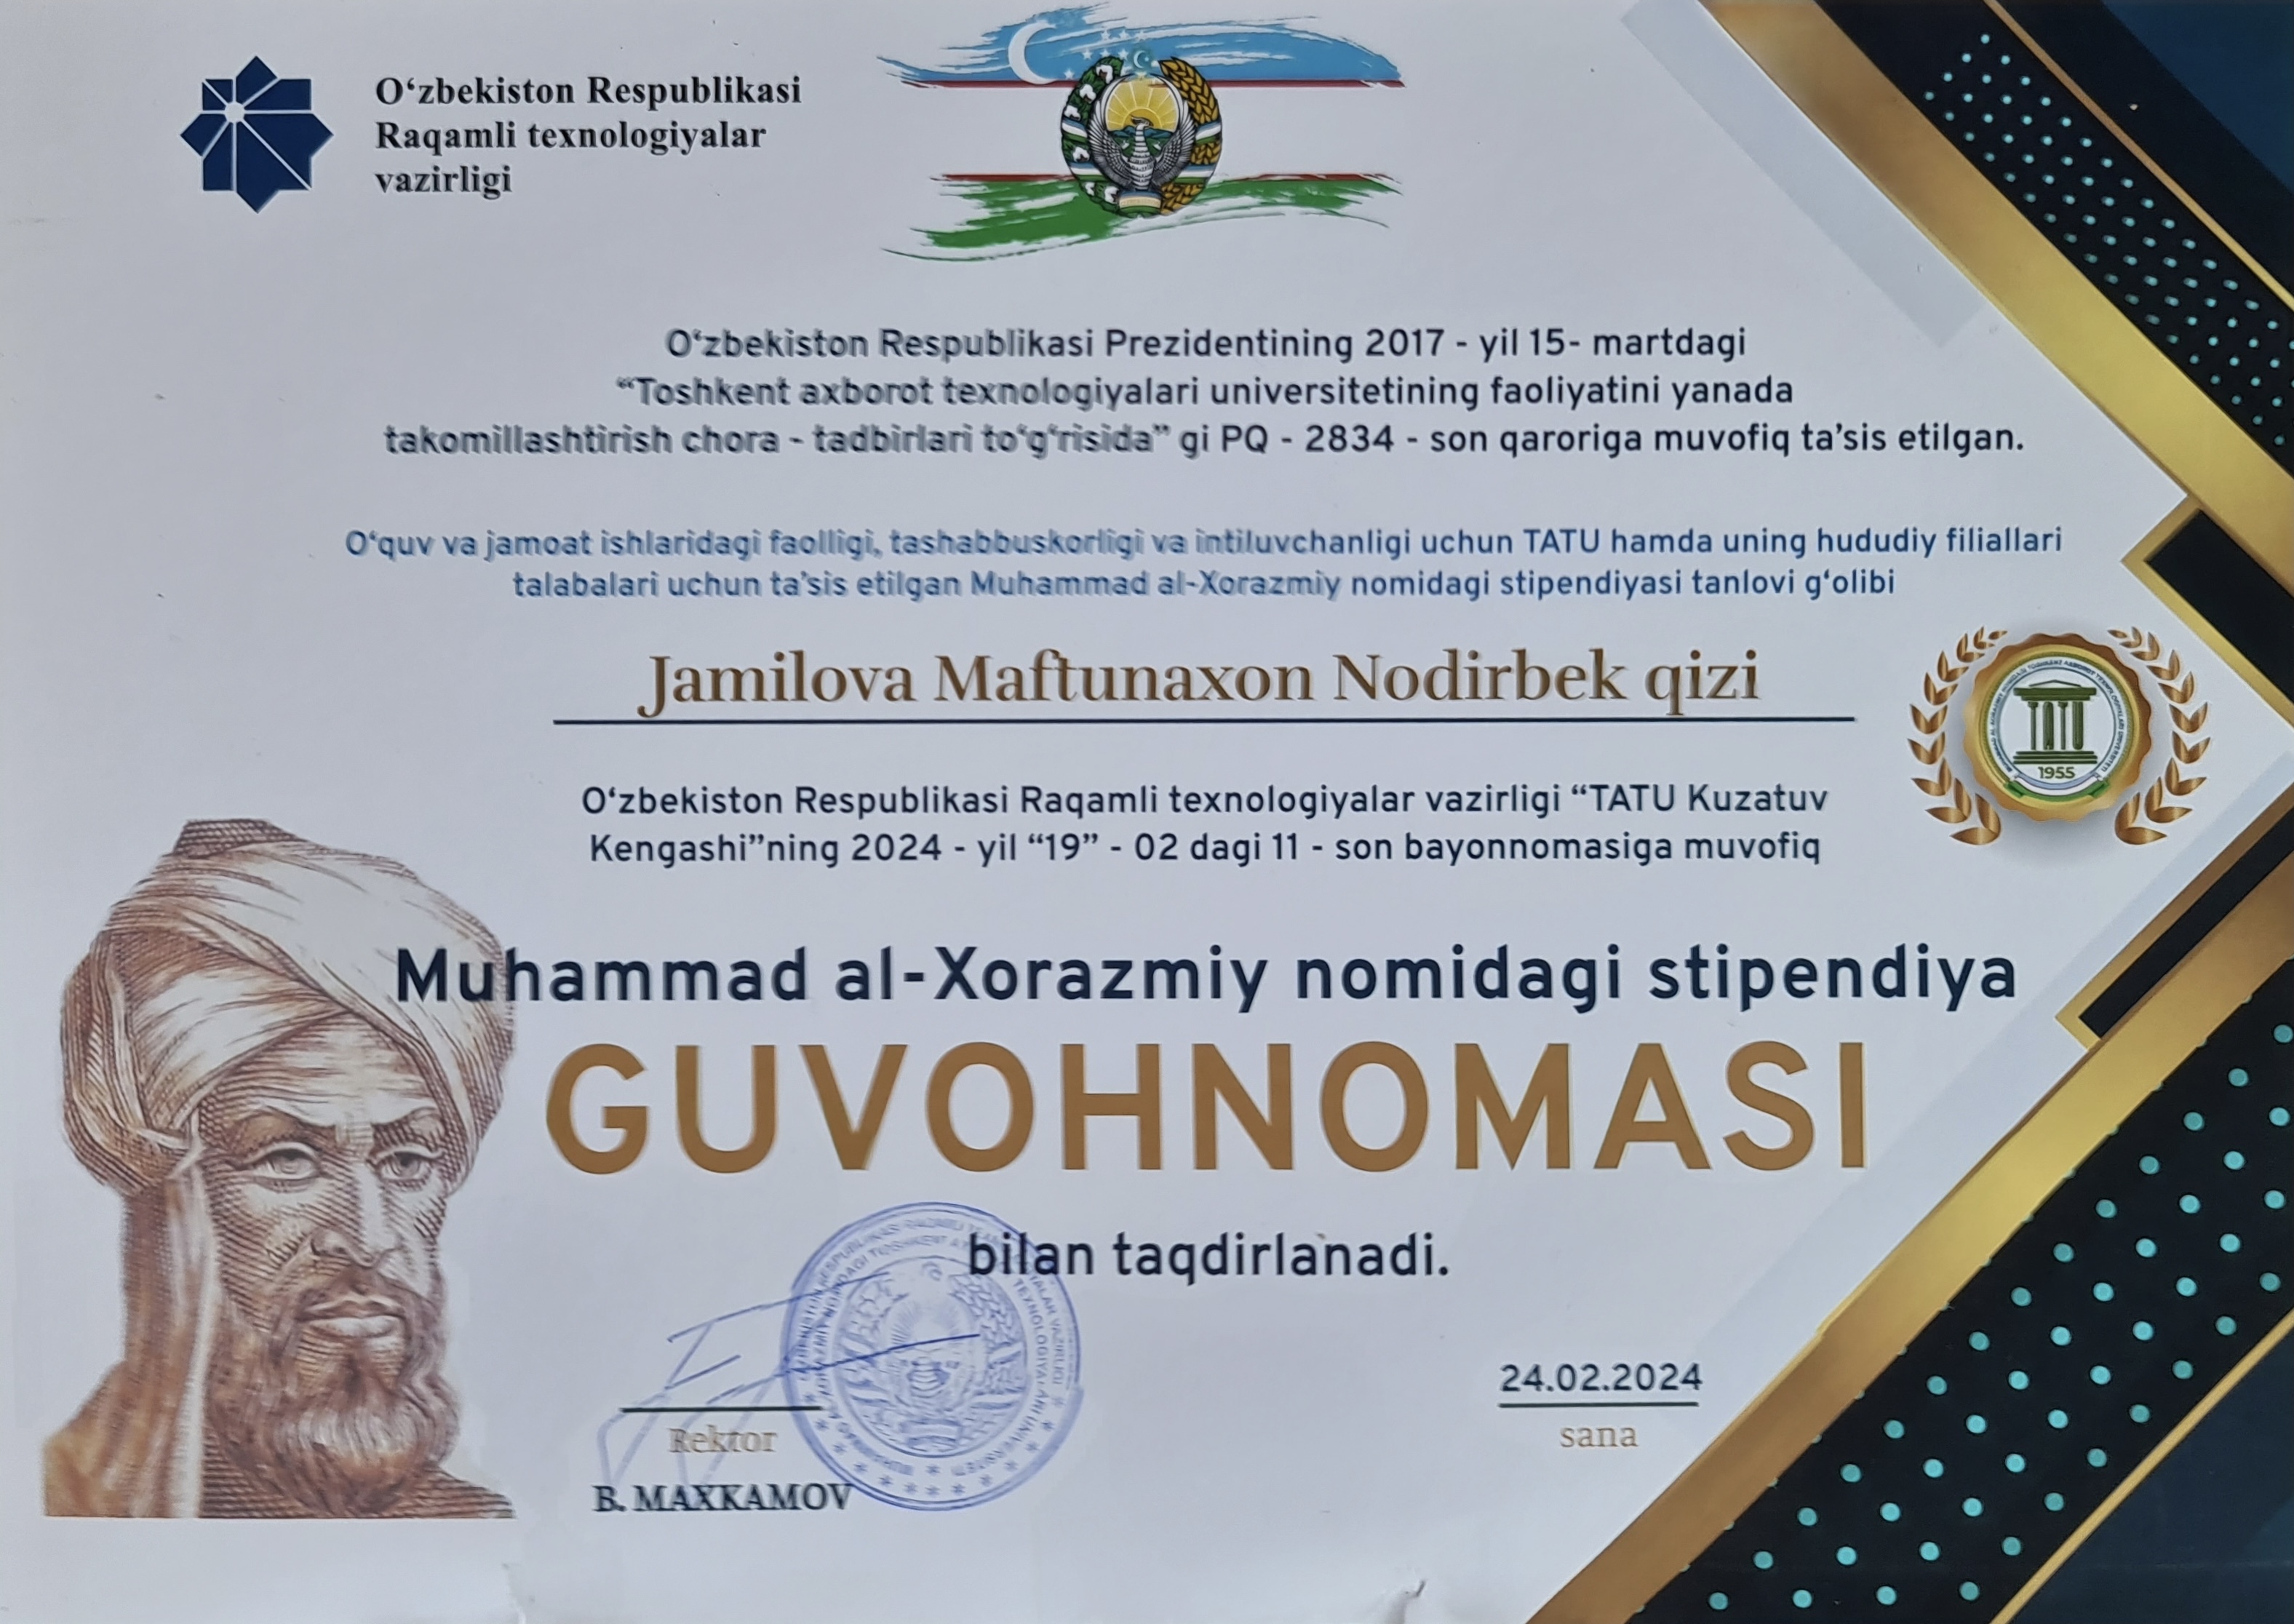 O‘zbekiston Respublikasi
Raqamli texnologiyalar
vazirligi
O‘zbekiston Respublikasi Prezidentining 2017 - yil 15- martdagi
“Toshkent axborot texnologiyalari universitetining faoliyatini yanada
takomillashtirish chora - tadbirlari to‘g‘risida” gi PQ - 2834 - son qaroriga muvofiq ta’sis etilgan.
O‘quv va jamoat ishlaridagi faolligi, tashabbuskorligi va intiluvchanligi uchun TATU hamda uning hududiy filiallari
talabalari uchun ta’sis etilgan Muhammad al-Xorazmiy nomidagi stipendiyasi tanlovi g‘olibi
Jamilova Maftunaxon Nodirbek qizi
TATU
1955
O‘zbekiston Respublikasi Raqamli texnologiyalar vazirligi “TATU Kuzatuv
Kengashi”ning 2024 - yil “19” - 02 dagi 11 - son bayonnomasiga muvofiq
Muhammad al-Xorazmiy nomidagi stipendiya
GUVOHNOMASI
bilan taqdirlanadi.
24.02.2024
sana
Rektor
B. MAXKAMOV